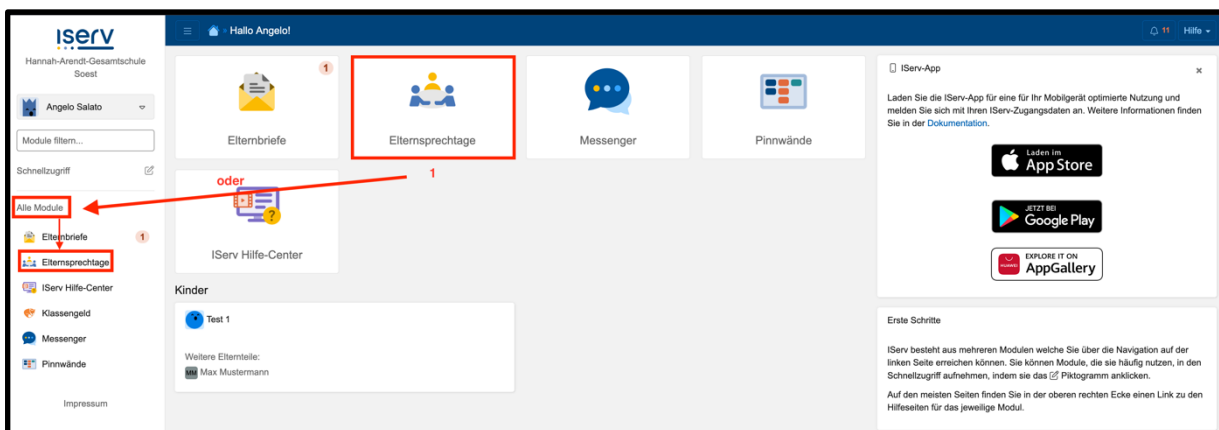 IServ
Hannah-Arendt-Gesamtschule
Soest
Angelo Salato
Module filtern...
Schnellzugriff
Alle Module
Elternbriefe
1
Elternsprechtage
IServ Hilfe-Center
Klassengeld
Messenger
Pinnwände
Impressum
Hallo Angelo!
11
Hilfe
1
Elternbriefe
Elternsprechtage
Messenger
Pinnwände
oder
1
IServ Hilfe-Center
Kinder
Test 1
Weitere Elternteile:
MM Max Mustermann
IServ-App
Laden Sie die IServ-App für eine für Ihr Mobilgerät optimierte Nutzung und
melden Sie sich mit Ihren IServ-Zugangsdaten an. Weitere Informationen finden
Sie in der Dokumentation.
Laden im
App Store
JETZT BEI
Google Play
HUAWEI
EXPLORE IT ON
AppGallery
Erste Schritte
IServ besteht aus mehreren Modulen welche Sie über die Navigation auf der
linken Seite erreichen können. Sie können Module, die sie häufig nutzen, in den
Schnellzugriff aufnehmen, indem sie das Piktogramm anklicken.
Auf den meisten Seiten finden Sie in der oberen rechten Ecke einen Link zu den
Hilfeseiten für das jeweilige Modul.